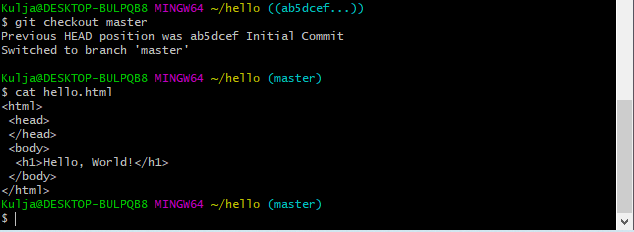 Kulja@DESKTOP-BULPQB8 MINGW64 ~/hello ((ab5dcef...))
$ git checkout master
Previous HEAD position was ab5dcef Initial Commit
Switched to branch 'master'
Kulja@DESKTOP-BULPQB8 MINGW64 ~/hello (master)
$ cat hello.html
<html>
 <head>
 </head>
 <body>
  <h1>Hello, World!</h1>
 </body>
</html>
Kulja@DESKTOP-BULPQB8 MINGW64 ~/hello (master)
$